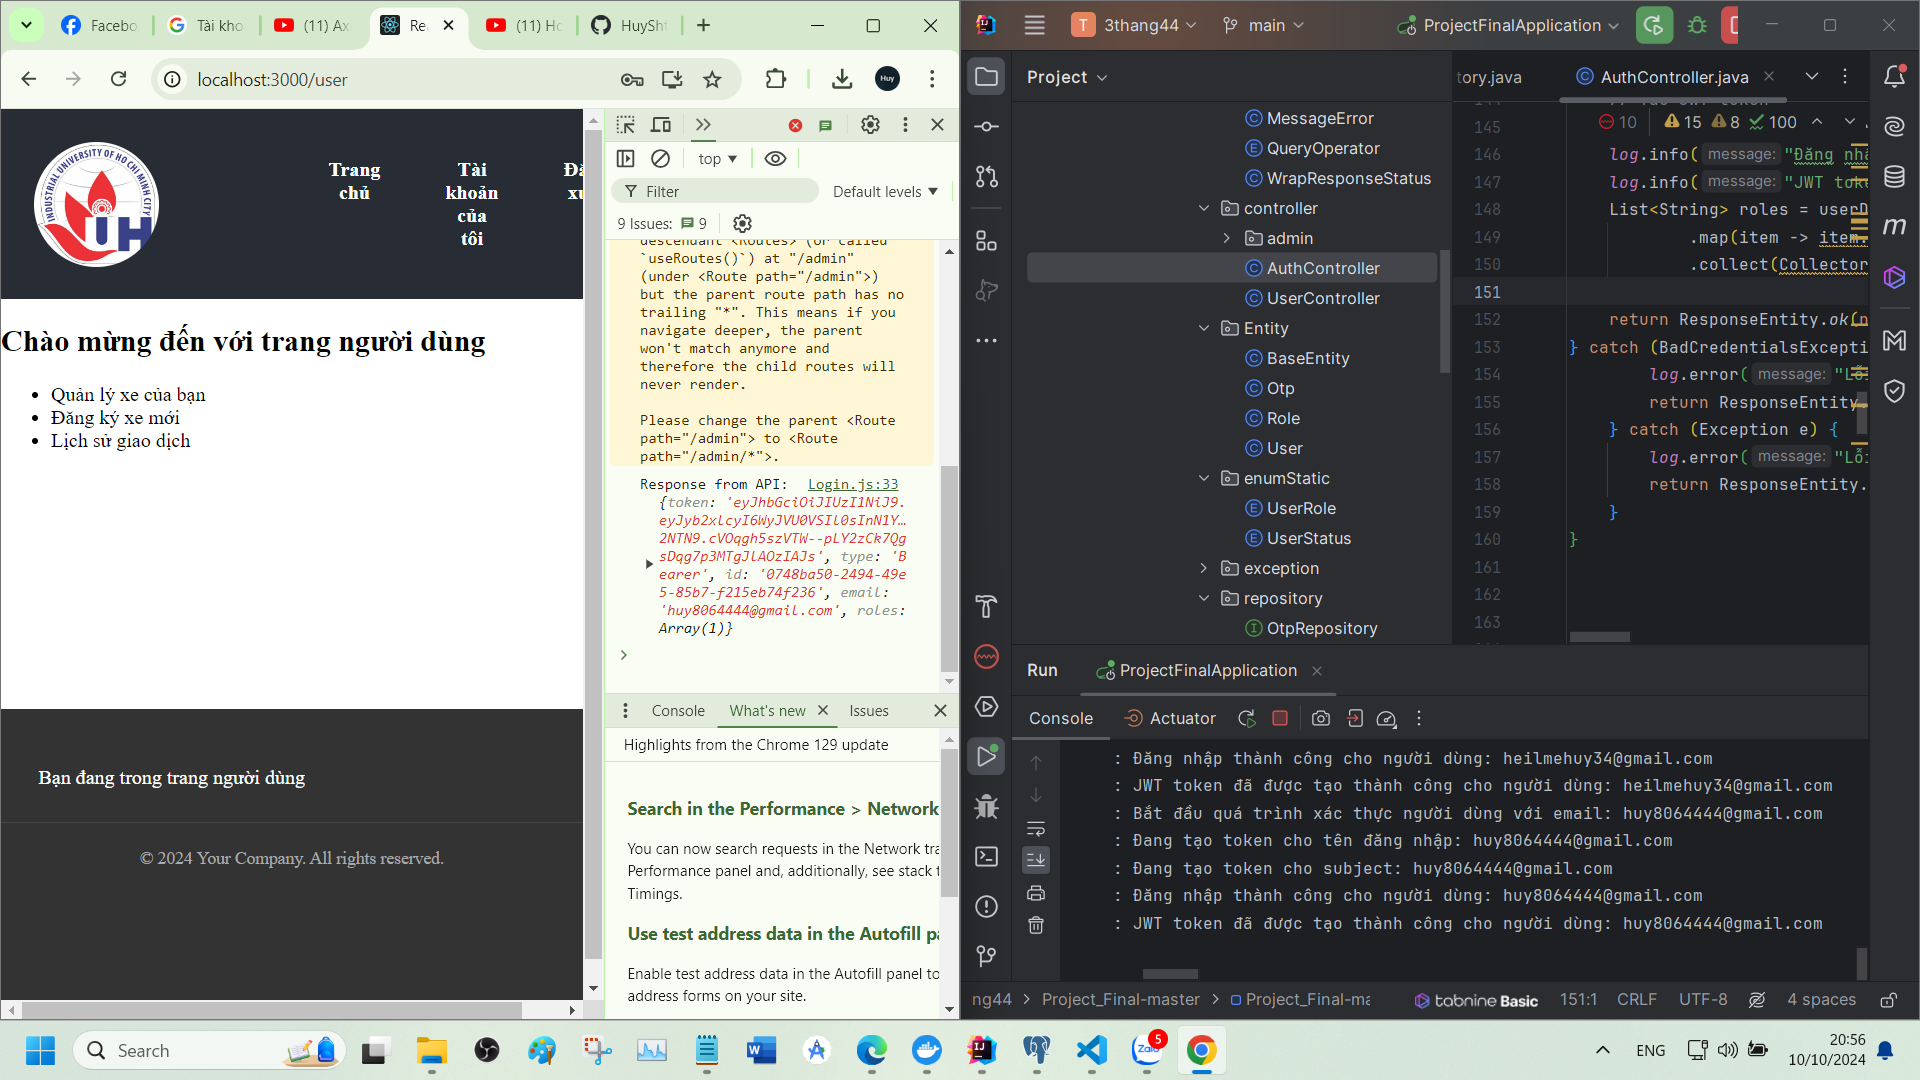 Facebo
Tài kho
(11) Ax
Re
(11) Ho
HuySh
localhost:3000/user
Huy
INDUSTRIAL UNIVERSITY OF HO CHI MINH CITY
Trang
chủ
Tài
khoản
của
tôi
Chào mừng đến với trang người dùng
Quản lý xe của bạn
Đăng ký xe mới
Lịch sử giao dịch
Bạn đang trong trang người dùng
© 2024 Your Company. All rights reserved.
top
Filter
Default levels
9 Issues: 9
descendant <Routes> (or called
`useRoutes()`) at "/admin"
(under <Route path="/admin">)
but the parent route path has no
trailing "*". This means if you
navigate deeper, the parent
won't match anymore and
therefore the child routes will
never render.
Please change the parent <Route
path="/admin"> to <Route
path="/admin/*">.
Response from API: Login.js:33
{token: 'eyJhbGciOiJIUzI1NiJ9.
eyJyb2xlcyI6WyJVU0VSIl0sInN1Y…
2NTN9.cVOqgh5szVTW--pLY2zCk7Qg
sDqg7p3MTgJlAOzIAJs', type: 'B
earer', id: '0748ba50-2494-49e
5-85b7-f215eb74f236', email:
'huy8064444@gmail.com', roles:
Array(1)}
Console
What's new
Issues
Highlights from the Chrome 129 update
Search in the Performance > Network
You can now search requests in the Network tra
Performance panel and, additionally, see stack t
Timings.
Use test address data in the Autofill pa
Enable test address data in the Autofill panel to
address forms on your site.
T 3thang44
main
ProjectFinalApplication
Project
tory.java
AuthController.java
MessageError
QueryOperator
WrapResponseStatus
controller
admin
AuthController
UserController
Entity
BaseEntity
Otp
Role
User
enumStatic
UserRole
UserStatus
exception
repository
OtpRepository
10 15 8 100
145
146 log.info( message: "Đăng nhậ
147 log.info( message: "JWT toke
148 List<String> roles = userD
149 .map(item -> item.
150 .collect(Collector
151
152 return ResponseEntity.ok(n
153 } catch (BadCredentialsExcepti
154 log.error( message: "Lỗi
155 return ResponseEntity.
156 } catch (Exception e) {
157 log.error( message: "Lỗi
158 return ResponseEntity.
159 }
160 }
161
162
163
Run
ProjectFinalApplication
Console
Actuator
: Đăng nhập thành công cho người dùng: heilmehuy34@gmail.com
: JWT token đã được tạo thành công cho người dùng: heilmehuy34@gmail.com
: Bắt đầu quá trình xác thực người dùng với email: huy8064444@gmail.com
: Đang tạo token cho tên đăng nhập: huy8064444@gmail.com
: Đang tạo token cho subject: huy8064444@gmail.com
: Đăng nhập thành công cho người dùng: huy8064444@gmail.com
: JWT token đã được tạo thành công cho người dùng: huy8064444@gmail.com
ng44 > Project_Final-master > Project_Final-ma
tabnine Basic
151:1
CRLF
UTF-8
4 spaces
Search
5
Zalo
ENG
20:56
10/10/2024